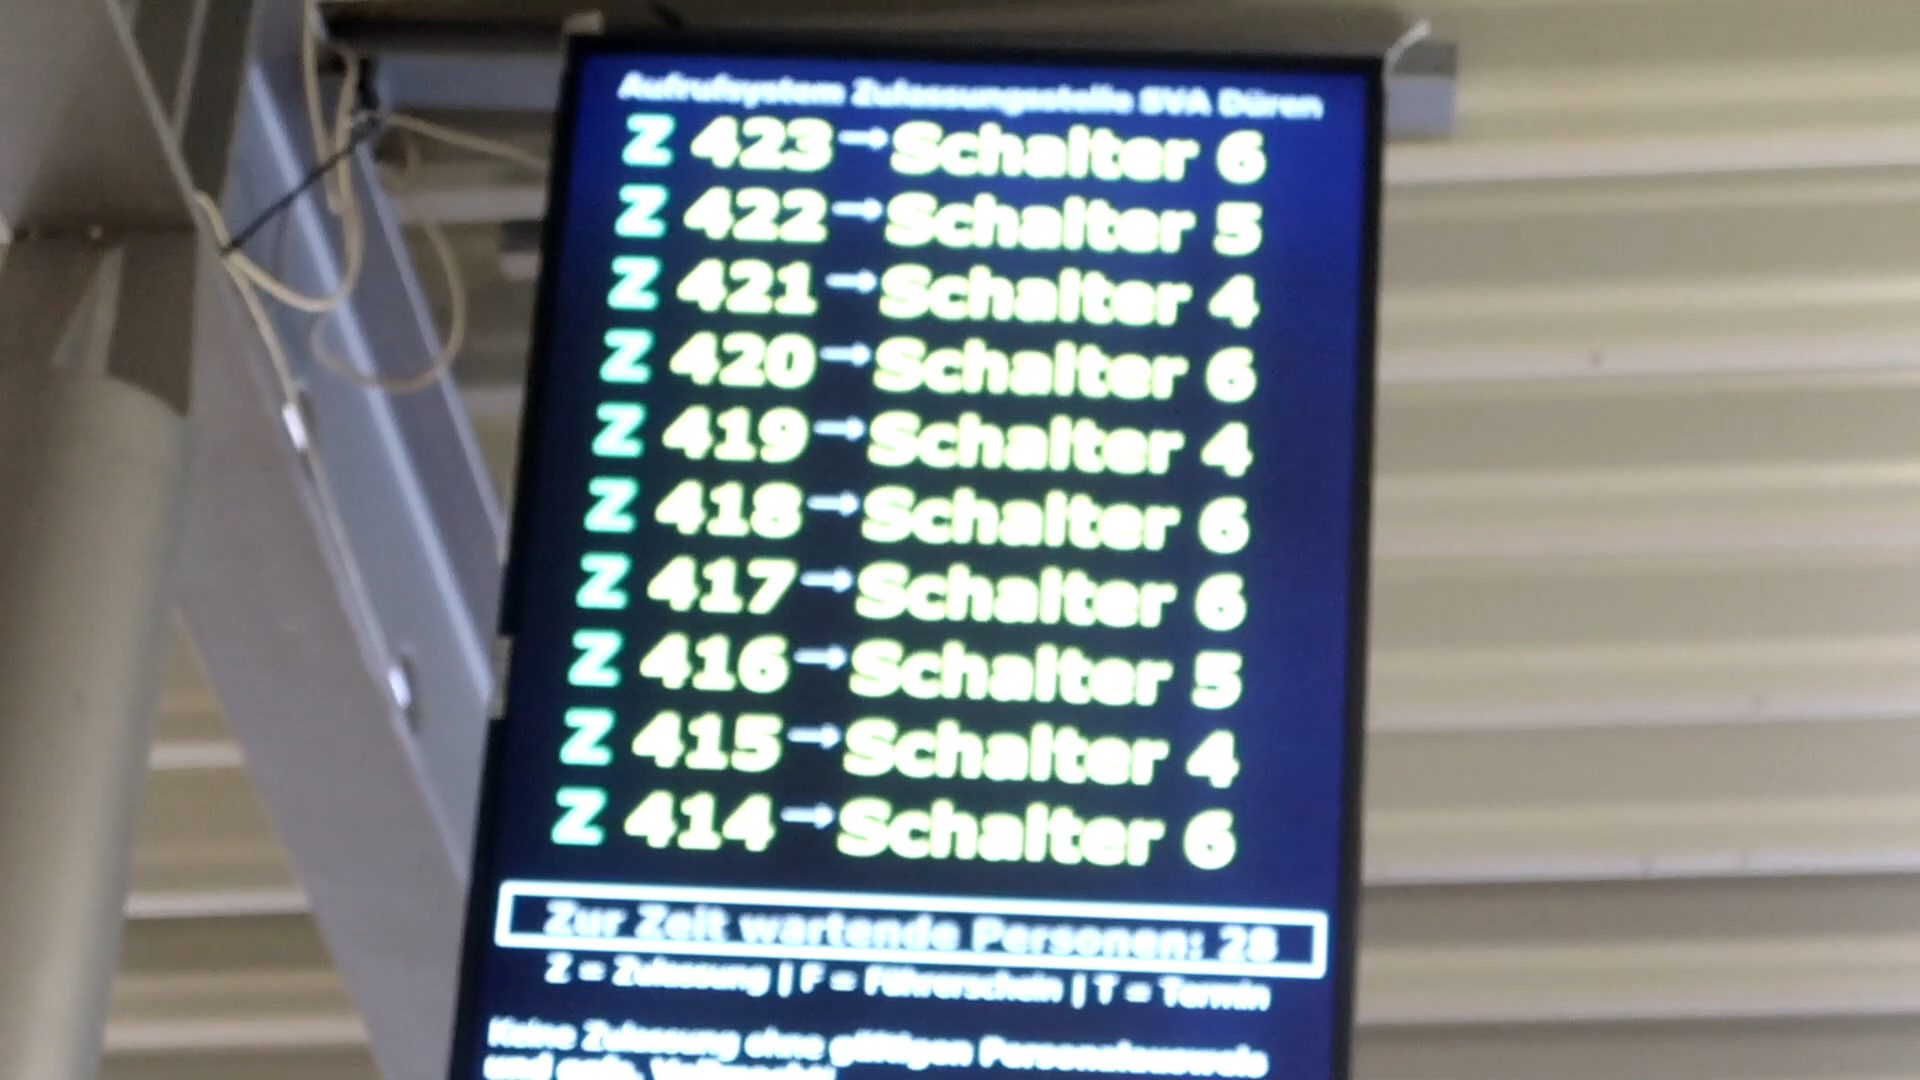 Aufrufsystem Zulassungsstelle SVA Düren
Z 423→Schalter 6
Z 422→Schalter 5
Z 421→Schalter 4
Z 420→Schalter 6
Z 419→Schalter 4
Z 418→Schalter 6
Z 417→Schalter 6
Z 416→Schalter 5
Z 415→Schalter 4
Z 414→Schalter 6
Zur Zeit wartende Personen: 28
Z = Zulassung | F = Führerschein | T = Termin
Keine Zulassung ohne gültigen Personalausweis
und